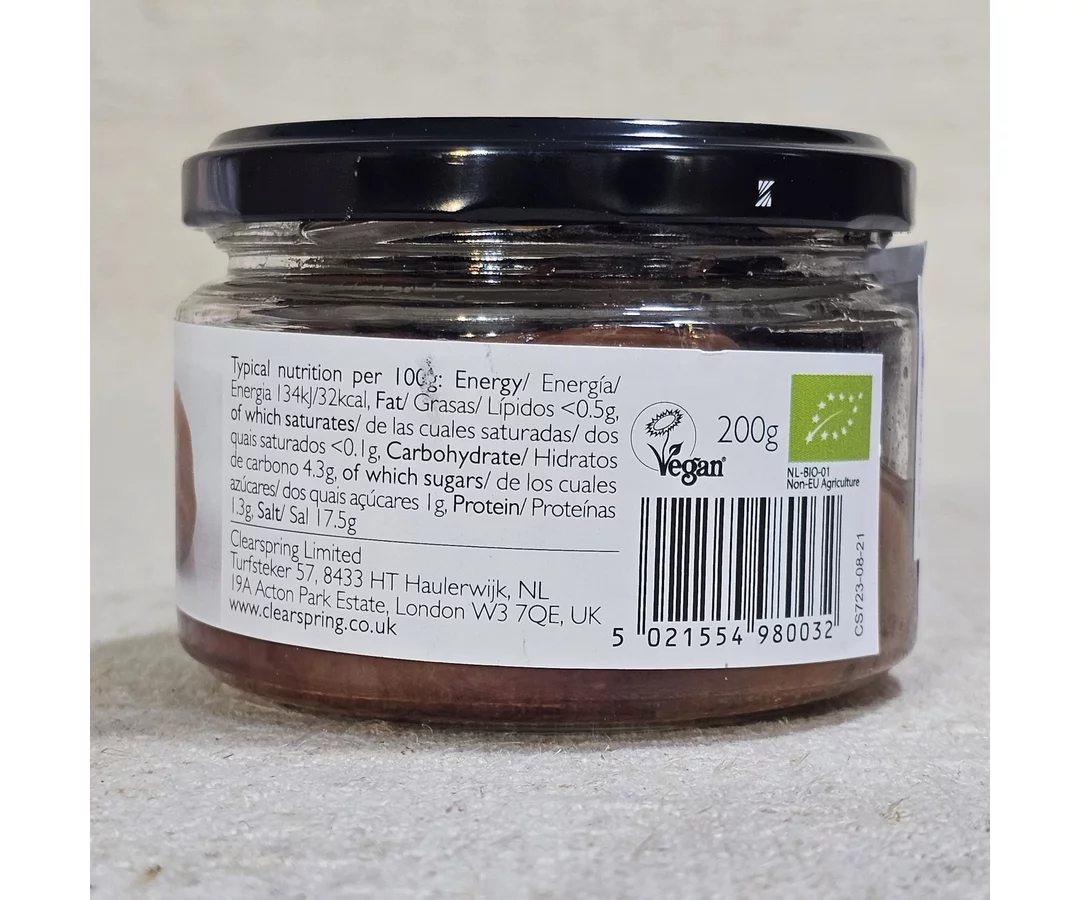 Typical nutrition per 100g: Energy/ Energía/
Energia 134kJ/32kcal, Fat/ Grasas/ Lípidos <0.5g,
of which saturates/ de las cuales saturadas/ dos
quais saturados <0.1g, Carbohydrate/ Hidratos
de carbono 4.3g, of which sugars/ de los cuales
azúcares/ dos quais açúcares 1g, Protein/ Proteínas
1.3g, Salt/ Sal 17.5g
Clearspring Limited
Turfsteker 57, 8433 HT Haulerwijk, NL
19A Acton Park Estate, London W3 7QE, UK
www.clearspring.co.uk
Vegan
200g
NL-BIO-01
Non-EU Agriculture
5 021554 980032
CS723-08-21